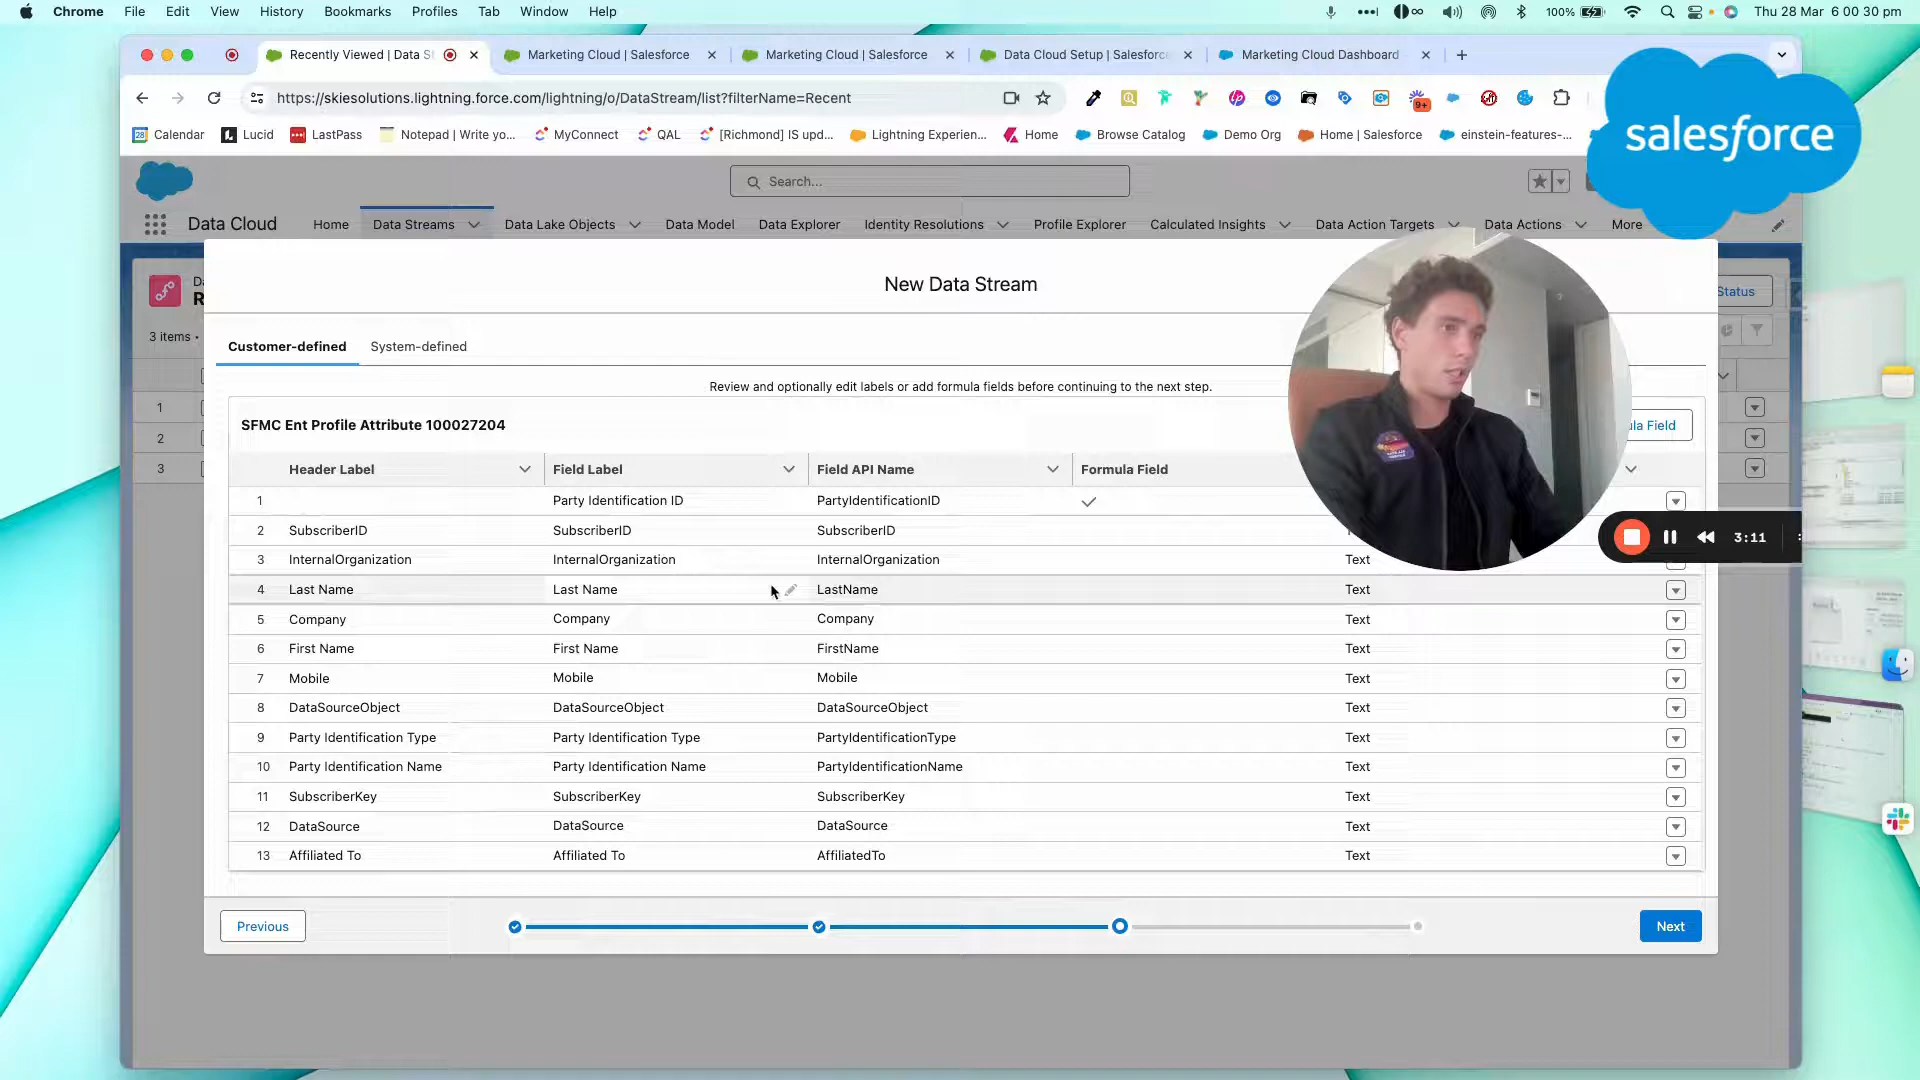 Chrome File Edit View History Bookmarks Profiles Tab Window Help 100% Thu 28 Mar 6 00 30 pm
Recently Viewed | Data S Marketing Cloud | Salesforce Marketing Cloud | Salesforce Data Cloud Setup | Salesforce Marketing Cloud Dashboard
https://skiesolutions.lightning.force.com/lightning/o/DataStream/list?filterName=Recent 9+
28 Calendar Lucid LastPass Notepad | Write yo... MyConnect QAL [Richmond] IS upd... Lightning Experien... Home Browse Catalog Demo Org Home | Salesforce einstein-features-...
salesforce
Search...
Data Cloud Home Data Streams Data Lake Objects Data Model Data Explorer Identity Resolutions Profile Explorer Calculated Insights Data Action Targets Data Actions More
Status
3 items •
1
2
3
New Data Stream
Customer-defined System-defined
Review and optionally edit labels or add formula fields before continuing to the next step.
SFMC Ent Profile Attribute 100027204
ula Field
Header Label Field Label Field API Name Formula Field
1 Party Identification ID PartyIdentificationID
2 SubscriberID SubscriberID SubscriberID
3 InternalOrganization InternalOrganization InternalOrganization Text
4 Last Name Last Name LastName Text
5 Company Company Company Text
6 First Name First Name FirstName Text
7 Mobile Mobile Mobile Text
8 DataSourceObject DataSourceObject DataSourceObject Text
9 Party Identification Type Party Identification Type PartyIdentificationType Text
10 Party Identification Name Party Identification Name PartyIdentificationName Text
11 SubscriberKey SubscriberKey SubscriberKey Text
12 DataSource DataSource DataSource Text
13 Affiliated To Affiliated To AffiliatedTo Text
3:11
Previous Next